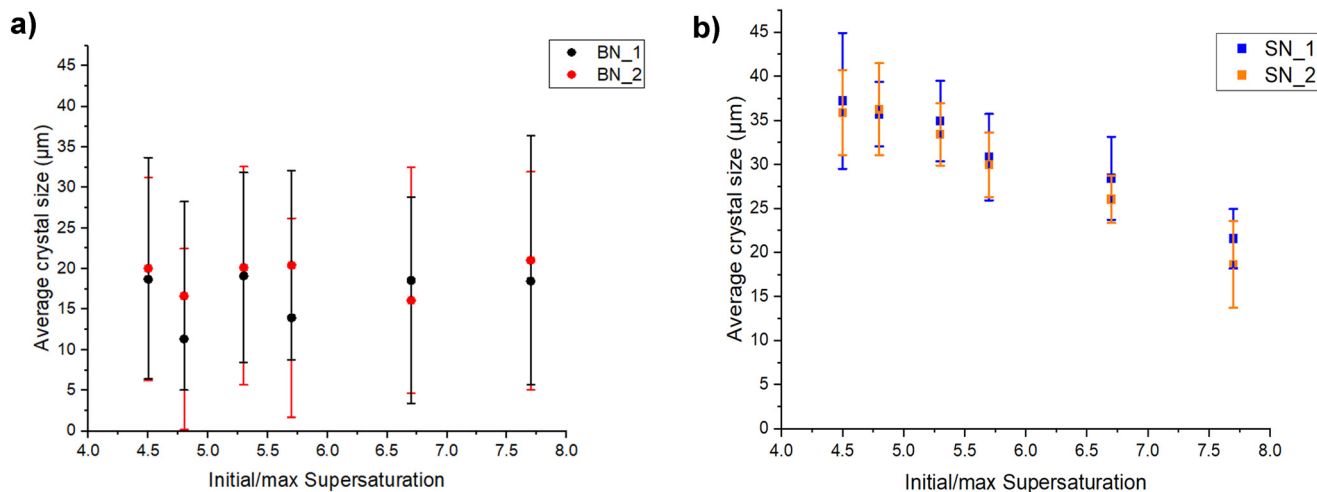 a)
BN_1
BN_2
Average crystal size (μm)
45
40
35
30
25
20
15
10
5
0
4.0 4.5 5.0 5.5 6.0 6.5 7.0 7.5 8.0
Initial/max Supersaturation
b)
SN_1
SN_2
Average crystal size (μm)
45
40
35
30
25
20
15
10
5
0
4.0 4.5 5.0 5.5 6.0 6.5 7.0 7.5 8.0
Initial/max Supersaturation